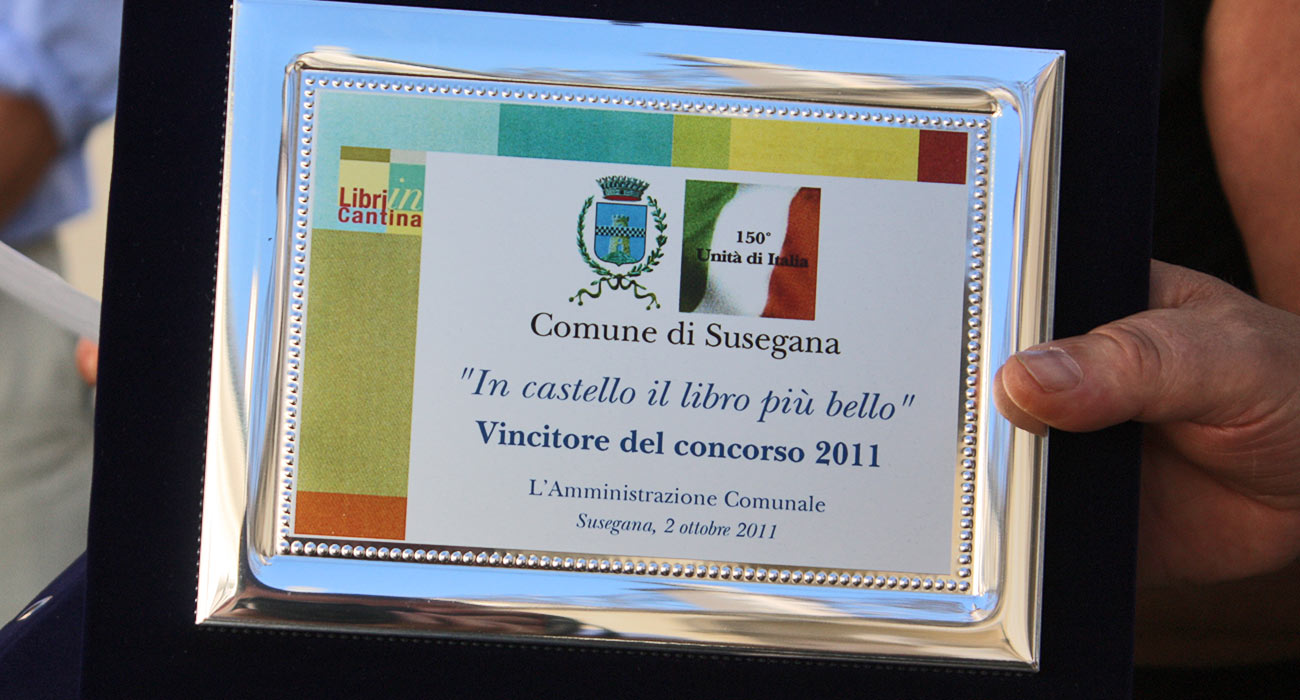 Libri in
Cantina
150°
Unità di Italia
Comune di Susegana
"In castello il libro più bello"
Vincitore del concorso 2011
L'Amministrazione Comunale
Susegana, 2 ottobre 2011